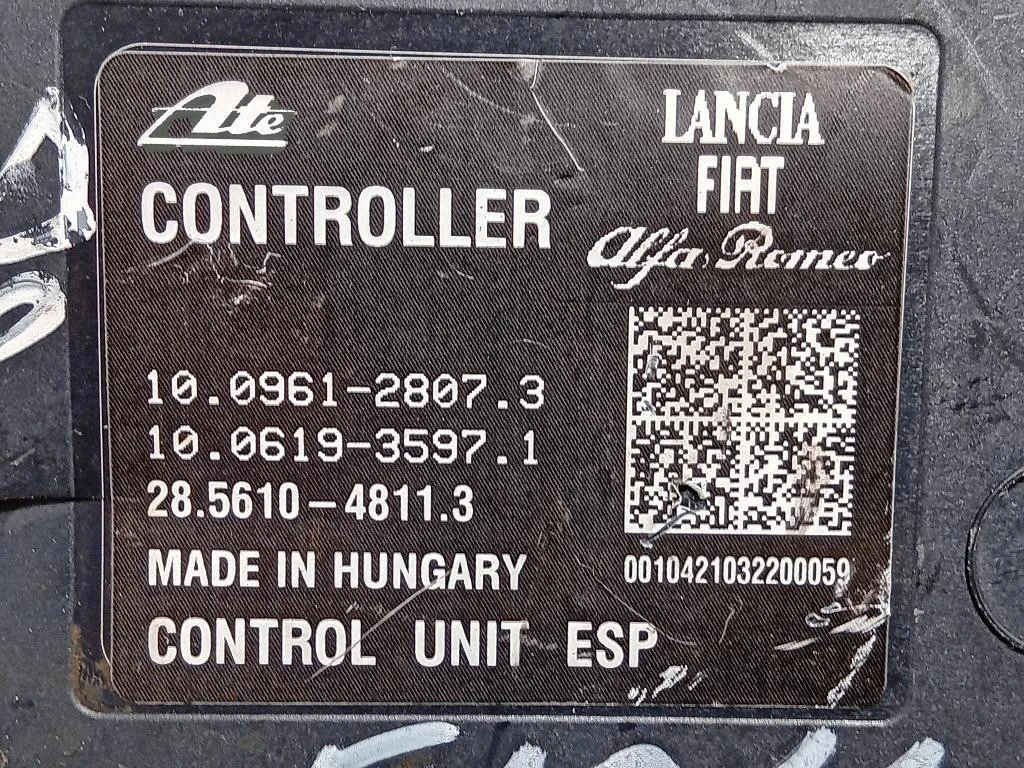 Ate
LANCIA
FIAT
Alfa Romeo
CONTROLLER
10.0961-2807.3
10.0619-3597.1
28.5610-4811.3
MADE IN HUNGARY
CONTROL UNIT ESP
0010421032200059